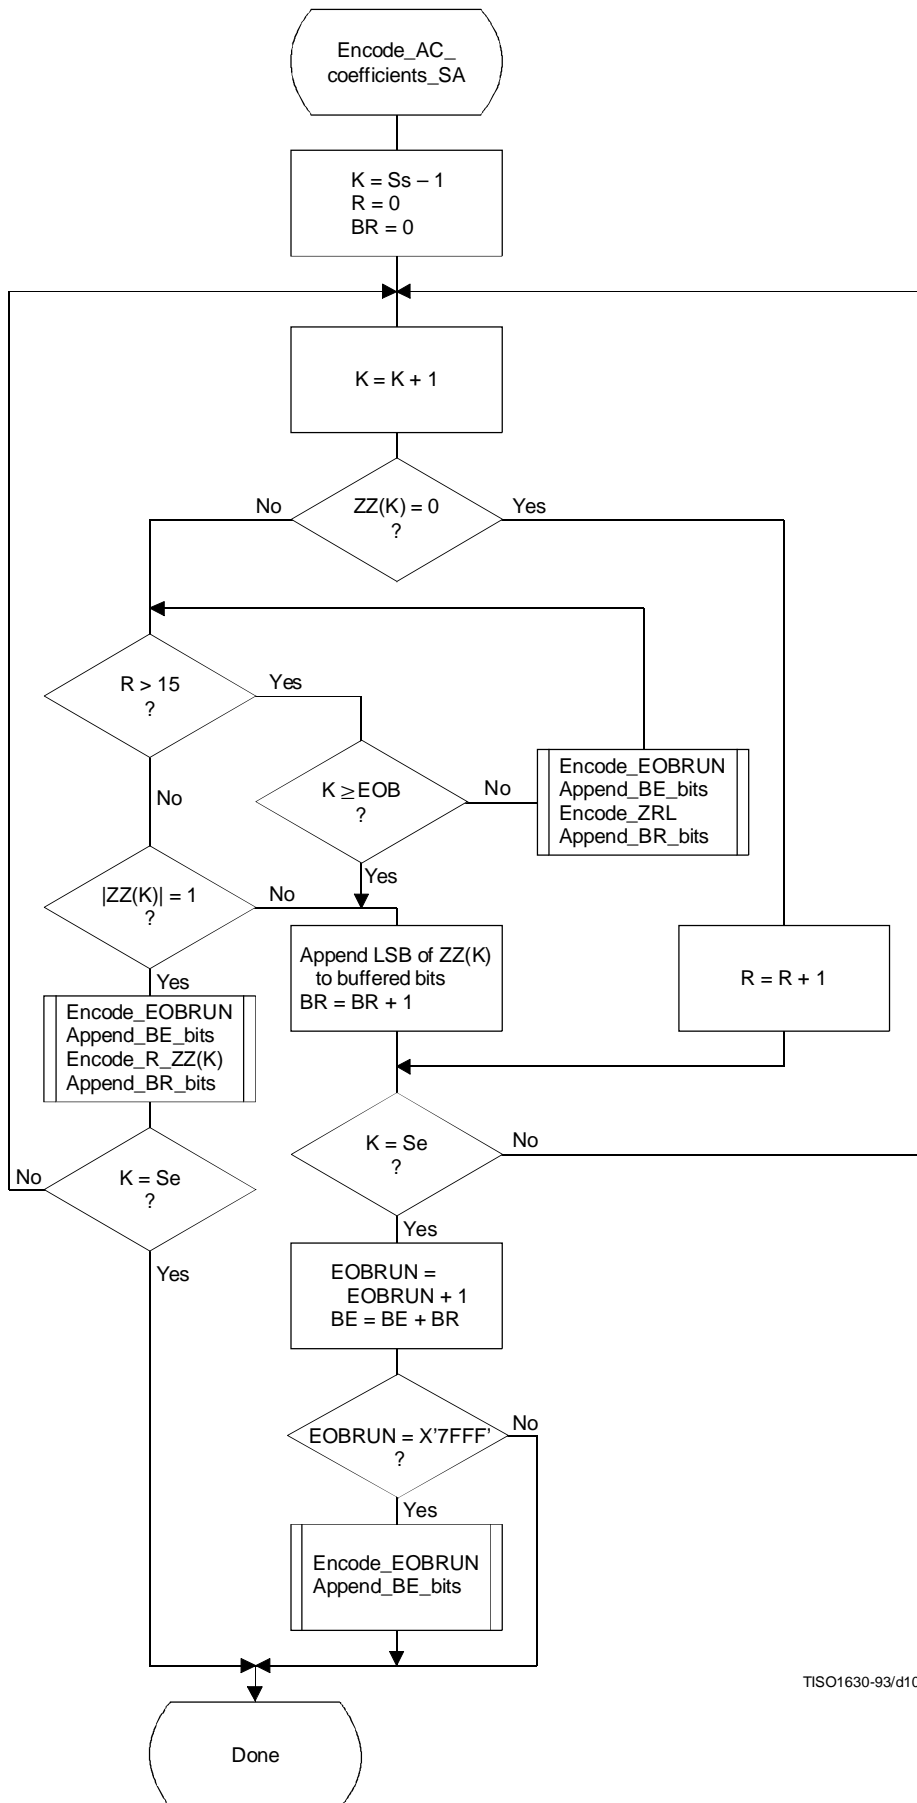 Encode_AC_
coefficients_SA
K = Ss – 1
R = 0
BR = 0
K = K + 1
No
ZZ(K) = 0
?
Yes
R > 15
?
Yes
No
K ≥EOB
?
No
Yes
Encode_EOBRUN
Append_BE_bits
Encode_ZRL
Append_BR_bits
|ZZ(K)| = 1
?
No
Yes
Append LSB of ZZ(K)
to buffered bits
BR = BR + 1
R = R + 1
Encode_EOBRUN
Append_BE_bits
Encode_R_ZZ(K)
Append_BR_bits
K = Se
?
No
Yes
No
K = Se
?
Yes
EOBRUN =
EOBRUN + 1
BE = BE + BR
EOBRUN = X’7FFF’
?
No
Yes
Encode_EOBRUN
Append_BE_bits
TISO1630-93/d10
Done